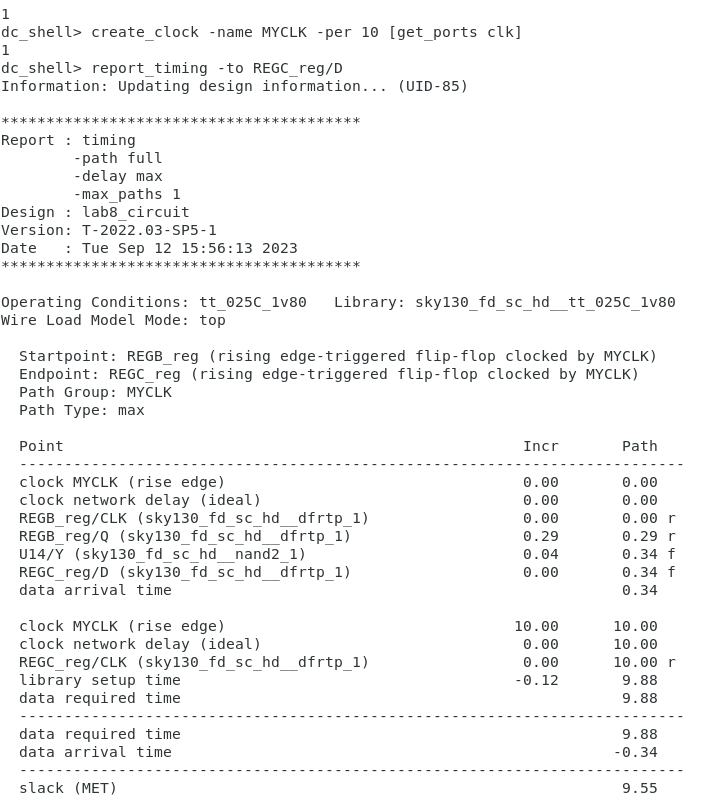 1
dc_shell> create_clock -name MYCLK -per 10 [get_ports clk]
1
dc_shell> report_timing -to REGC_reg/D
Information: Updating design information... (UID-85)
****************************************
Report : timing
        -path full
        -delay max
        -max_paths 1
Design : lab8_circuit
Version: T-2022.03-SP5-1
Date   : Tue Sep 12 15:56:13 2023
****************************************
Operating Conditions: tt_025C_1v80   Library: sky130_fd_sc_hd__tt_025C_1v80
Wire Load Model Mode: top
  Startpoint: REGB_reg (rising edge-triggered flip-flop clocked by MYCLK)
  Endpoint: REGC_reg (rising edge-triggered flip-flop clocked by MYCLK)
  Path Group: MYCLK
  Path Type: max
  Point                                                   Incr       Path
  --------------------------------------------------------------------------
  clock MYCLK (rise edge)                                 0.00       0.00
  clock network delay (ideal)                             0.00       0.00
  REGB_reg/CLK (sky130_fd_sc_hd__dfrtp_1)                 0.00       0.00 r
  REGB_reg/Q (sky130_fd_sc_hd__dfrtp_1)                   0.29       0.29 r
  U14/Y (sky130_fd_sc_hd__nand2_1)                        0.04       0.34 f
  REGC_reg/D (sky130_fd_sc_hd__dfrtp_1)                   0.00       0.34 f
  data arrival time                                                  0.34
  clock MYCLK (rise edge)                                10.00      10.00
  clock network delay (ideal)                             0.00      10.00
  REGC_reg/CLK (sky130_fd_sc_hd__dfrtp_1)                 0.00      10.00 r
  library setup time                                     -0.12       9.88
  data required time                                                 9.88
  --------------------------------------------------------------------------
  data required time                                                 9.88
  data arrival time                                                 -0.34
  --------------------------------------------------------------------------
  slack (MET)                                                        9.55